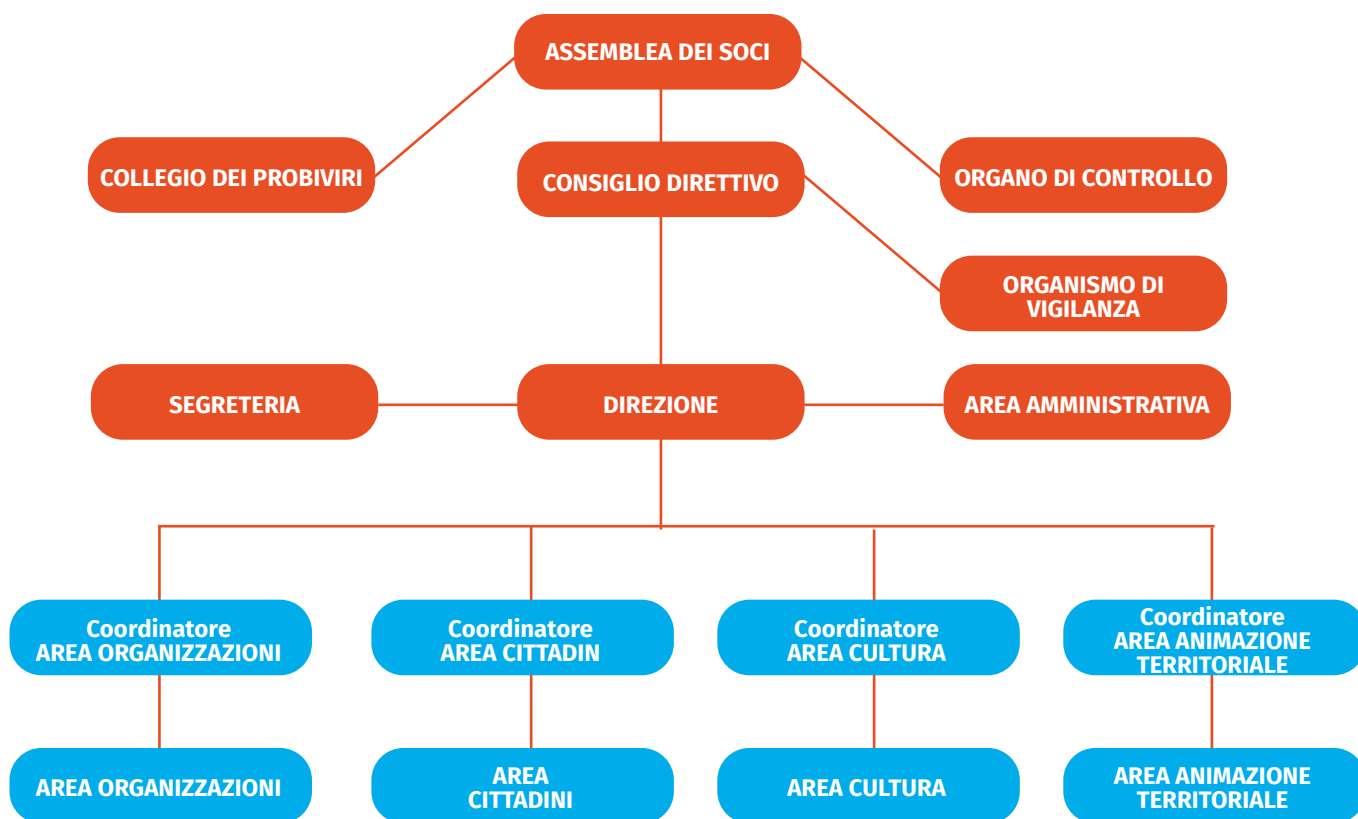 ASSEMBLEA DEI SOCI
COLLEGIO DEI PROBIVIRI
CONSIGLIO DIRETTIVO
ORGANO DI CONTROLLO
ORGANISMO DI
VIGILANZA
SEGRETERIA
DIREZIONE
AREA AMMINISTRATIVA
Coordinatore
AREA ORGANIZZAZIONI
Coordinatore
AREA CITTADIN
Coordinatore
AREA CULTURA
Coordinatore
AREA ANIMAZIONE
TERRITORIALE
AREA ORGANIZZAZIONI
AREA
CITTADINI
AREA CULTURA
AREA ANIMAZIONE
TERRITORIALE